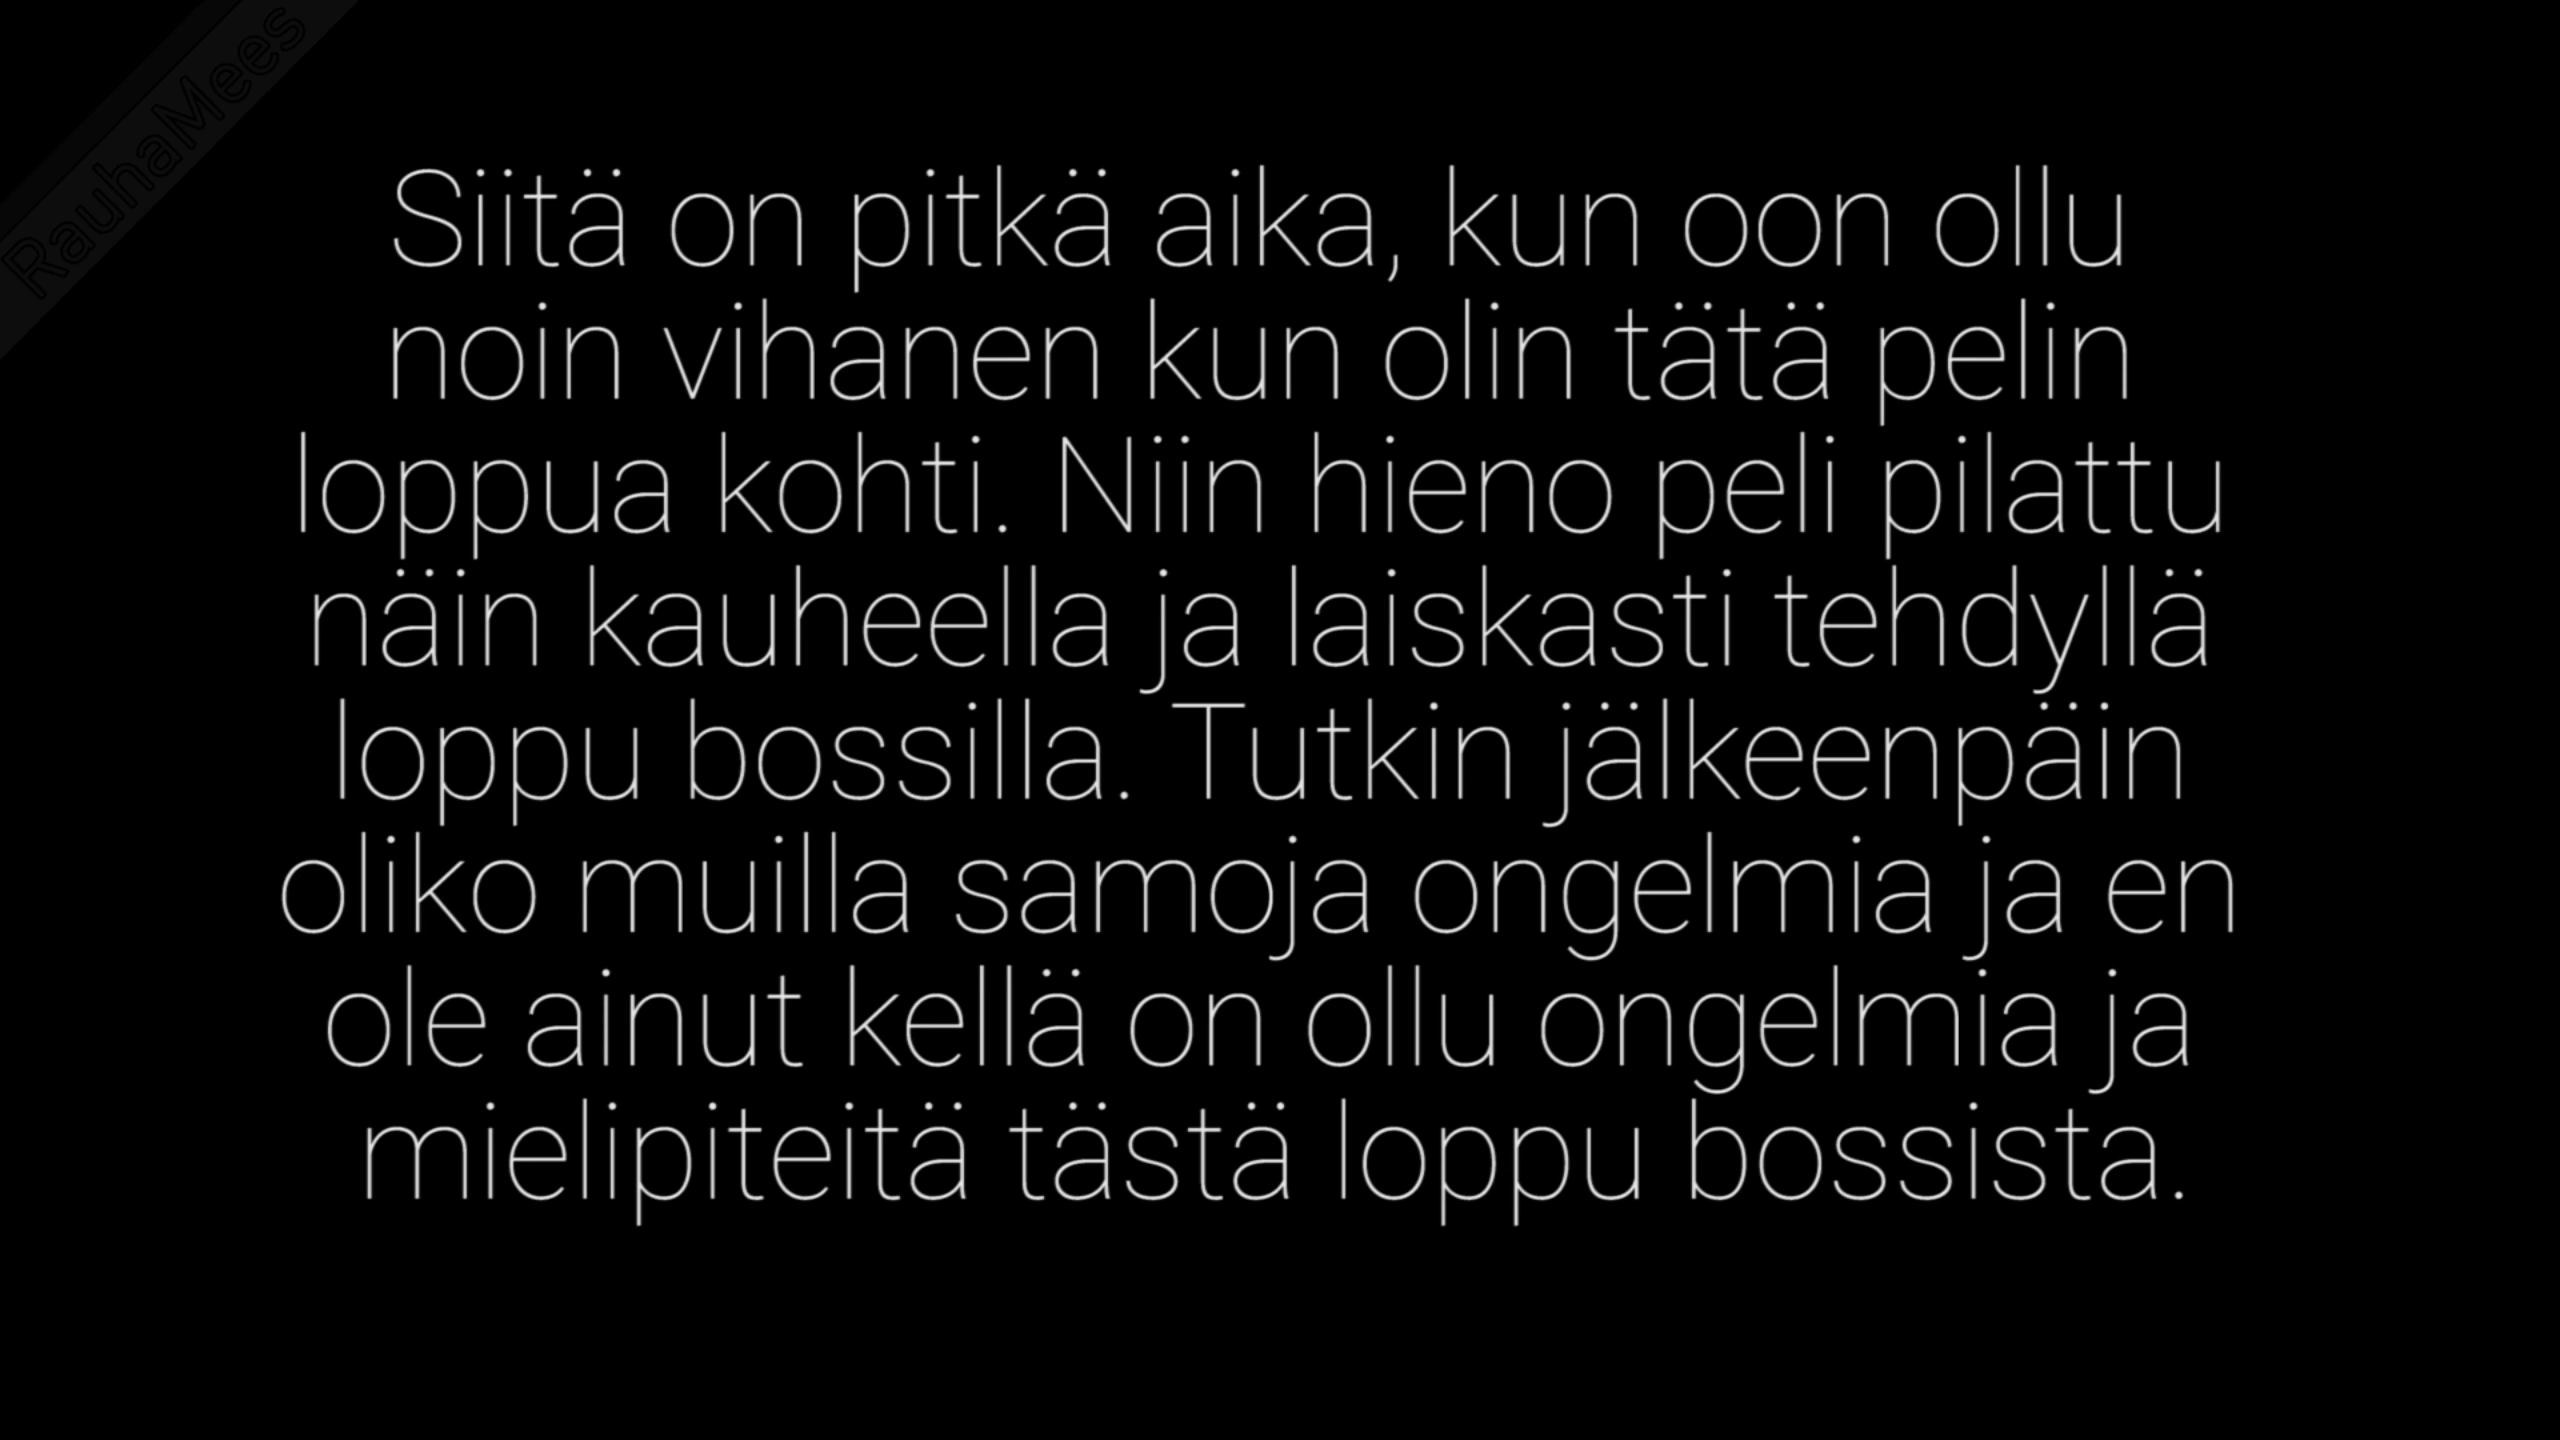 RauhaMees
Siitä on pitkä aika, kun oon ollu
noin vihanen kun olin tätä pelin
loppua kohti. Niin hieno peli pilattu
näin kauheella ja laiskasti tehdyllä
loppu bossilla. Tutkin jälkeenpäin
oliko muilla samoja ongelmia ja en
ole ainut kellä on ollu ongelmia ja
mielipiteitä tästä loppu bossista.